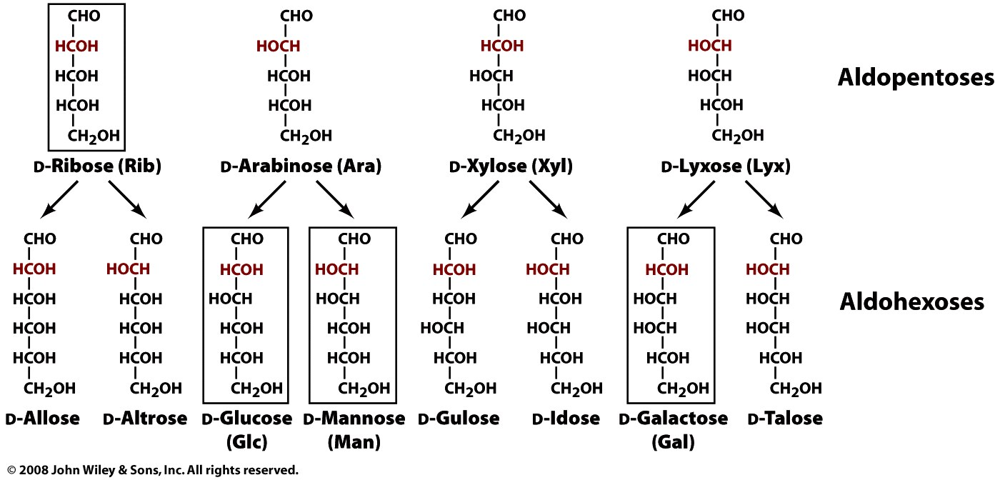 CHO CHO CHO CHO
HCOH HOCH HCOH HOCH
HCOH HCOH HOCH HOCH Aldopentoses
HCOH HCOH HCOH HCOH
CH₂OH CH₂OH CH₂OH CH₂OH
D-Ribose (Rib) D-Arabinose (Ara) D-Xylose (Xyl) D-Lyxose (Lyx)
CHO CHO CHO CHO CHO CHO CHO CHO
HCOH HOCH HCOH HOCH HCOH HOCH HCOH HOCH
HCOH HCOH HOCH HOCH HCOH HCOH HOCH HOCH Aldohexoses
HCOH HCOH HCOH HCOH HOCH HOCH HOCH HOCH
HCOH HCOH HCOH HCOH HCOH HCOH HCOH HCOH
CH₂OH CH₂OH CH₂OH CH₂OH CH₂OH CH₂OH CH₂OH CH₂OH
D-Allose D-Altrose D-Glucose D-Mannose D-Gulose D-Idose D-Galactose D-Talose
(Glc) (Man) (Gal)
© 2008 John Wiley & Sons, Inc. All rights reserved.